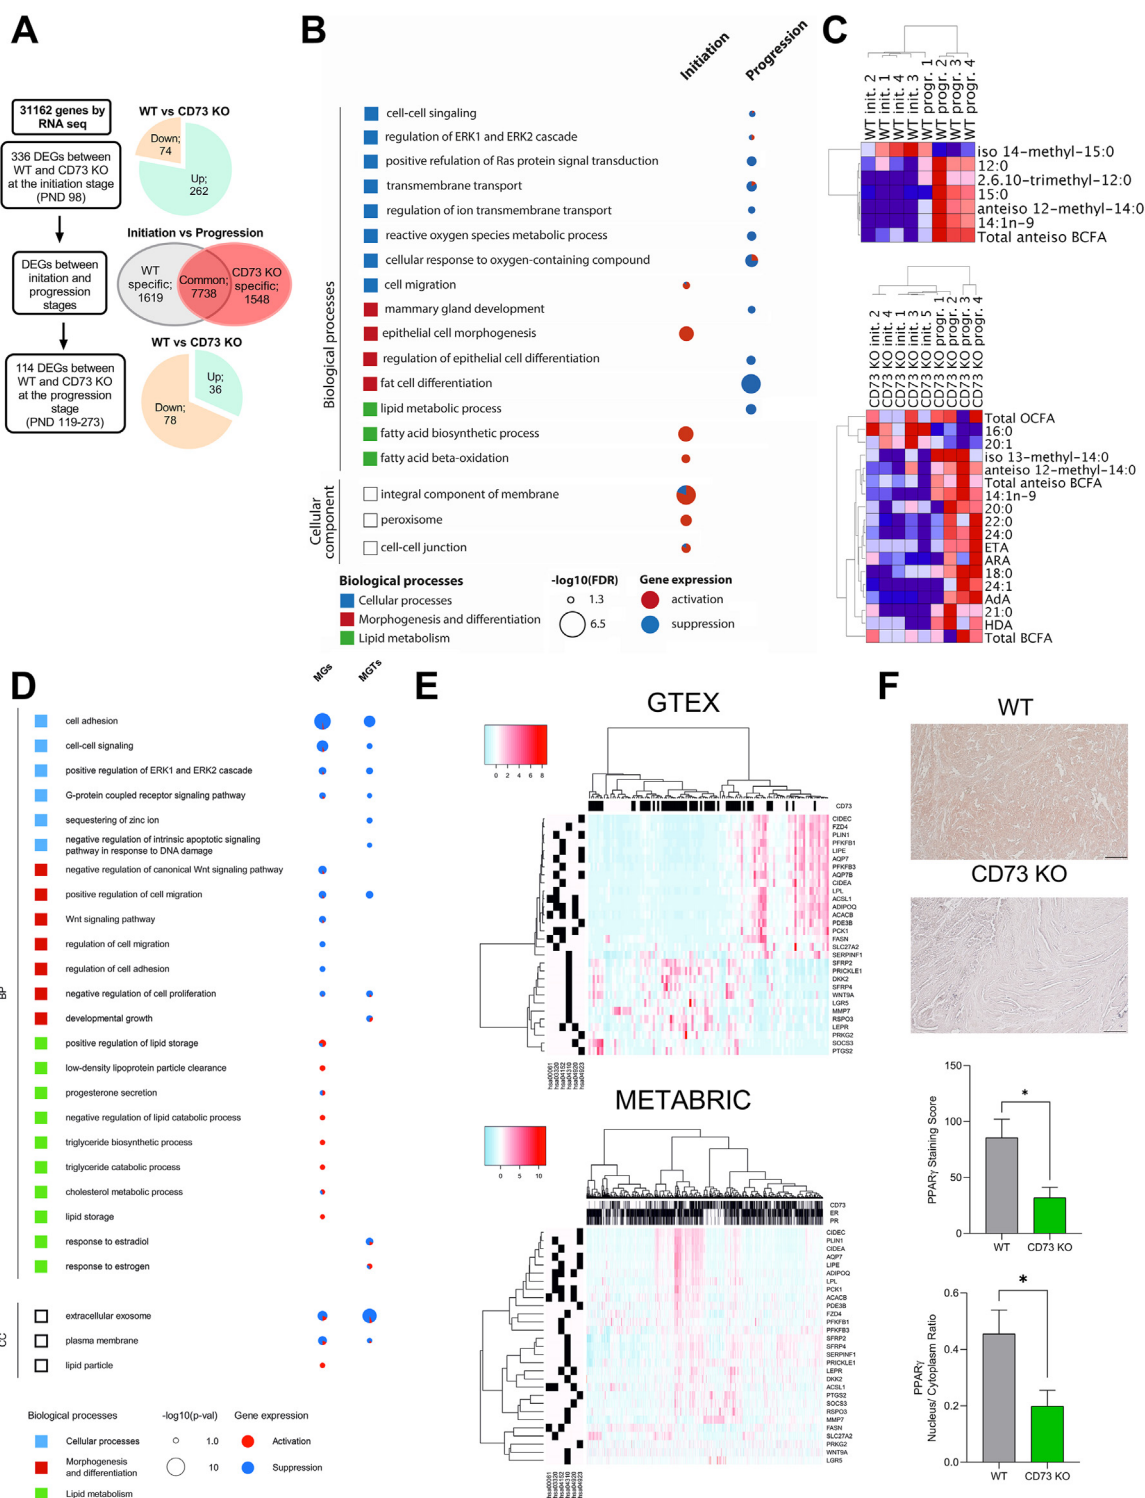 A
31162 genes by
RNA seq
336 DEGs between
WT and CD73 KO
at the initiation stage
(PND 98)
DEGs between
initation and
progression
stages
114 DEGs between
WT and CD73 KO
at the progression
stage
(PND 119-273)
WT vs CD73 KO
Down;
74
Up;
262
Initiation vs Progression
WT
specific;
1619
Common;
7738
CD73 KO
specific;
1548
WT vs CD73 KO
Up;
36
Down;
78
B
Initiation
Progression
Biological processes
cell-cell singaling
regulation of ERK1 and ERK2 cascade
positive refulation of Ras protein signal transduction
transmembrane transport
regulation of ion transmembrane transport
reactive oxygen species metabolic process
cellular response to oxygen-containing compound
cell migration
mammary gland development
epithelial cell morphogenesis
regulation of epithelial cell differentiation
fat cell differentiation
lipid metabolic process
fatty acid biosynthetic process
fatty acid beta-oxidation
Cellular
component
integral component of membrane
peroxisome
cell-cell junction
Biological processes
Cellular processes
Morphogenesis and differentiation
Lipid metabolism
-log10(FDR)
1.3
6.5
Gene expression
activation
suppression
C
WT init. 2
WT init. 1
WT init. 4
WT init. 3
WT progr. 1
WT progr. 2
WT progr. 3
WT progr. 4
iso 14-methyl-15:0
12:0
2.6.10-trimethyl-12:0
15:0
anteiso 12-methyl-14:0
14:1n-9
Total anteiso BCFA
CD73 KO init. 2
CD73 KO init. 4
CD73 KO init. 1
CD73 KO init. 3
CD73 KO init. 5
CD73 KO progr. 1
CD73 KO progr. 2
CD73 KO progr. 3
CD73 KO progr. 4
Total OCFA
16:0
20:1
iso 13-methyl-14:0
anteiso 12-methyl-14:0
Total anteiso BCFA
14:1n-9
20:0
22:0
24:0
ETA
ARA
18:0
24:1
AdA
21:0
HDA
Total BCFA
D
MGs
MGTs
BP
cell adhesion
cell-cell signaling
positive regulation of ERK1 and ERK2 cascade
G-protein coupled receptor signaling pathway
sequestering of zinc ion
negative regulation of intrinsic apoptotic signaling
pathway in response to DNA damage
negative regulation of canonical Wnt signaling pathway
positive regulation of cell migration
Wnt signaling pathway
regulation of cell migration
regulation of cell adhesion
negative regulation of cell proliferation
developmental growth
positive regulation of lipid storage
low-density lipoprotein particle clearance
progesterone secretion
negative regulation of lipid catabolic process
triglyceride biosynthetic process
triglyceride catabolic process
cholesterol metabolic process
lipid storage
response to estradiol
response to estrogen
CC
extracellular exosome
plasma membrane
lipid particle
Biological processes
Cellular processes
Morphogenesis
and differentiation
Lipid metabolism
-log10(p-val)
1.0
10
Gene expression
Activation
Suppression
E
GTEX
0 2 4 6 8
CD73
CIDEC
FZD4
PLIN1
PFKFB1
LIPE
AQP7
PFKFB3
AQP7B
CIDEA
LPL
ACSL1
ADIPOQ
ACACB
PDE3B
PCK1
FASN
SLC27A2
SERPINF1
SFRP2
PRICKLE1
DKK2
SFRP4
WNT9A
LGR5
MMP7
RSPO3
LEPR
PRKG2
SOCS3
PTGS2
hsa00061
hsa03320
hsa04152
hsa04310
hsa04920
hsa04923
METABRIC
0 5 10
CD73
ER
PR
CIDEC
PLIN1
CIDEA
AQP7
LIPE
ADIPOQ
LPL
PCK1
ACACB
PDE3B
FZD4
PFKFB1
PFKFB3
SFRP2
SFRP4
SERPINF1
PRICKLE1
LEPR
DKK2
ACSL1
PTGS2
SOCS3
RSPO3
MMP7
FASN
SLC27A2
PRKG2
WNT9A
LGR5
hsa00061
hsa03320
hsa04152
hsa04310
hsa04920
hsa04923
F
WT
CD73 KO
PPARγ Staining Score
150
100
50
0
*
WT
CD73 KO
PPARγ
Nucleus/ Cytoplasm Ratio
0.6
0.4
0.2
0.0
*
WT
CD73 KO